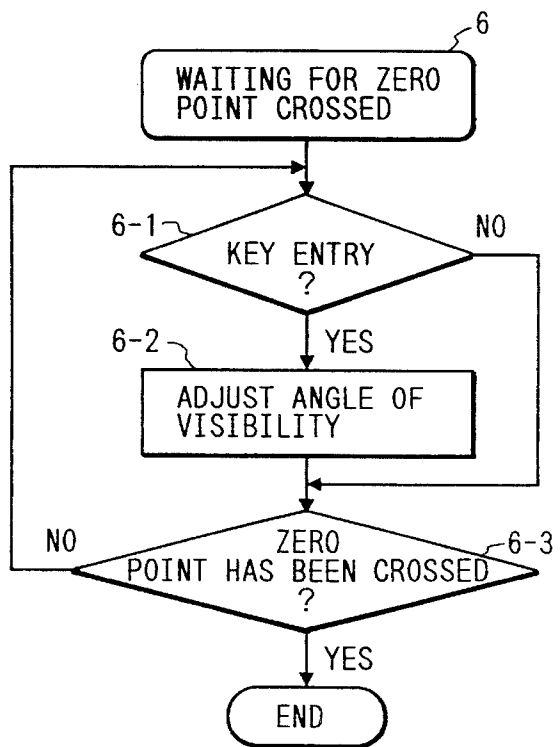 6
WAITING FOR ZERO
POINT CROSSED
6-1
NO
KEY ENTRY
?
YES
6-2
ADJUST ANGLE OF
VISIBILITY
NO
ZERO
6-3
POINT HAS BEEN CROSSED
?
YES
END